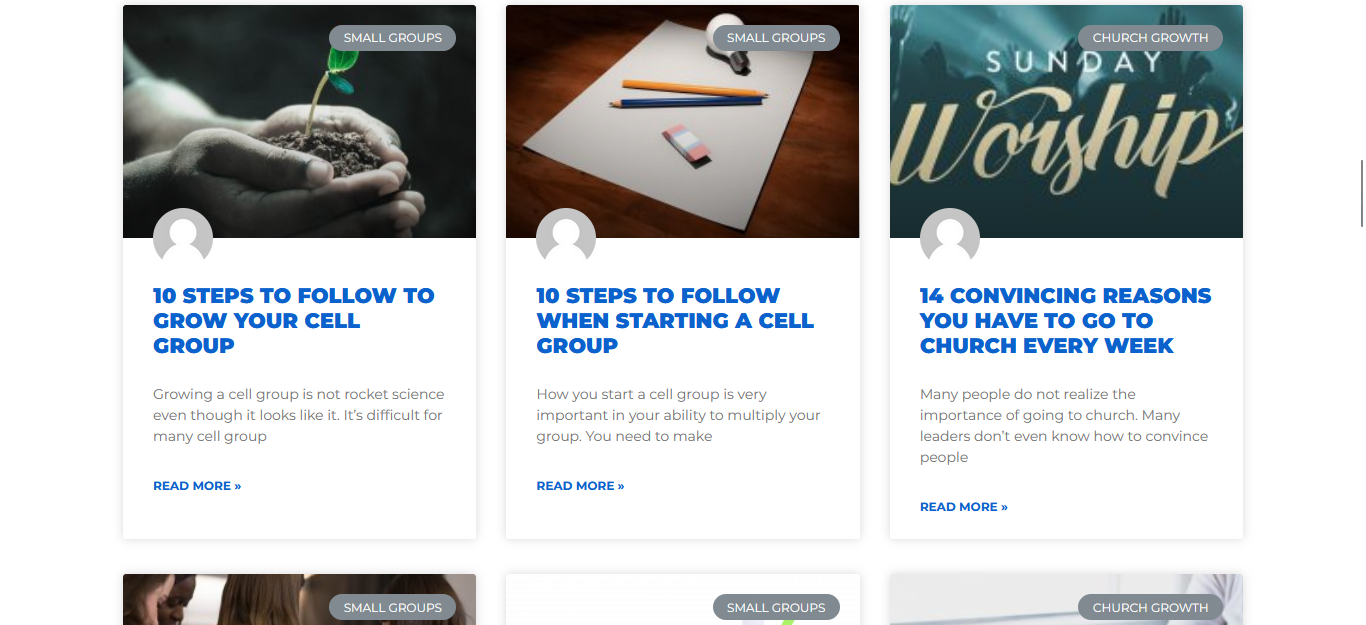 SMALL GROUPS
10 STEPS TO FOLLOW TO
GROW YOUR CELL
GROUP
Growing a cell group is not rocket science
even though it looks like it. It’s difficult for
many cell group
READ MORE »
SMALL GROUPS
10 STEPS TO FOLLOW
WHEN STARTING A CELL
GROUP
How you start a cell group is very
important in your ability to multiply your
group. You need to make
READ MORE »
CHURCH GROWTH
SUNDAY
Worship
14 CONVINCING REASONS
YOU HAVE TO GO TO
CHURCH EVERY WEEK
Many people do not realize the
importance of going to church. Many
leaders don’t even know how to convince
people
READ MORE »
SMALL GROUPS
SMALL GROUPS
CHURCH GROWTH